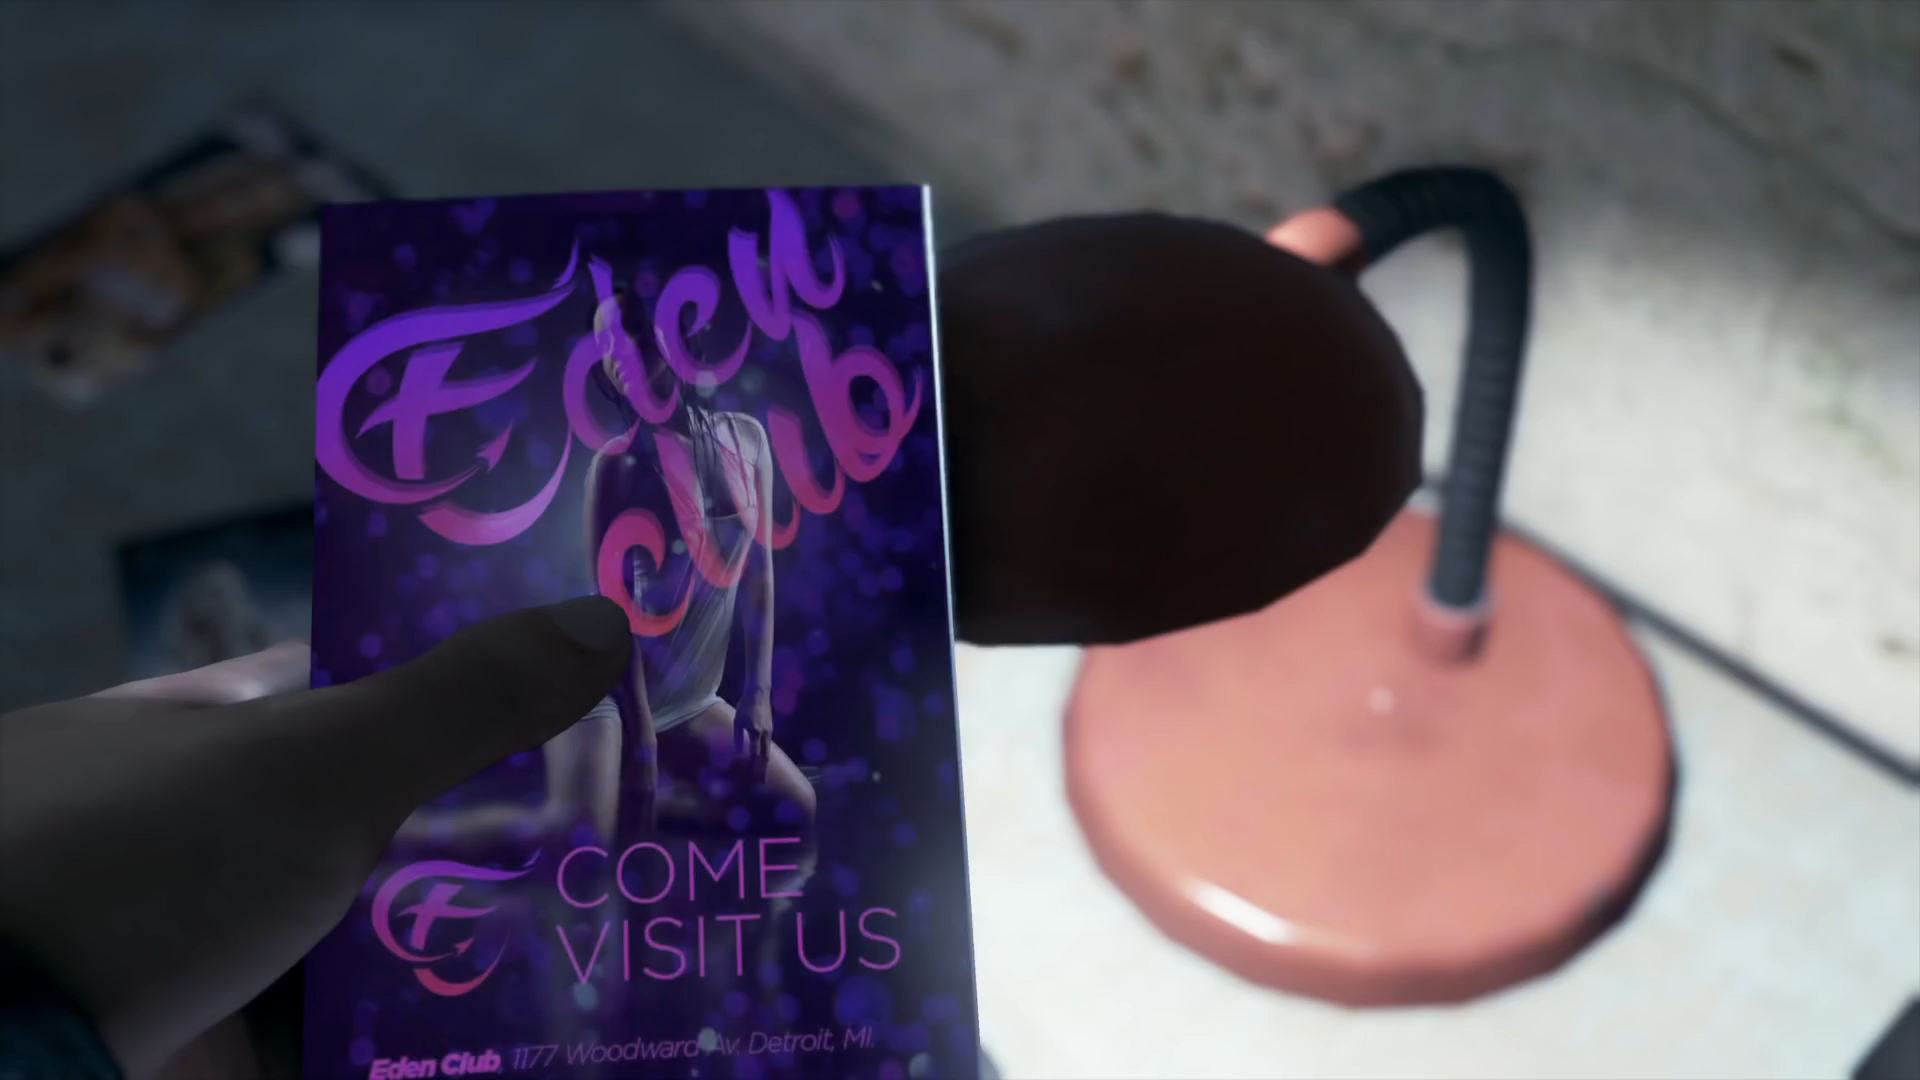 Eden
club
COME
VISIT US
Eden Club, 1177 Woodward Av. Detroit, MI.